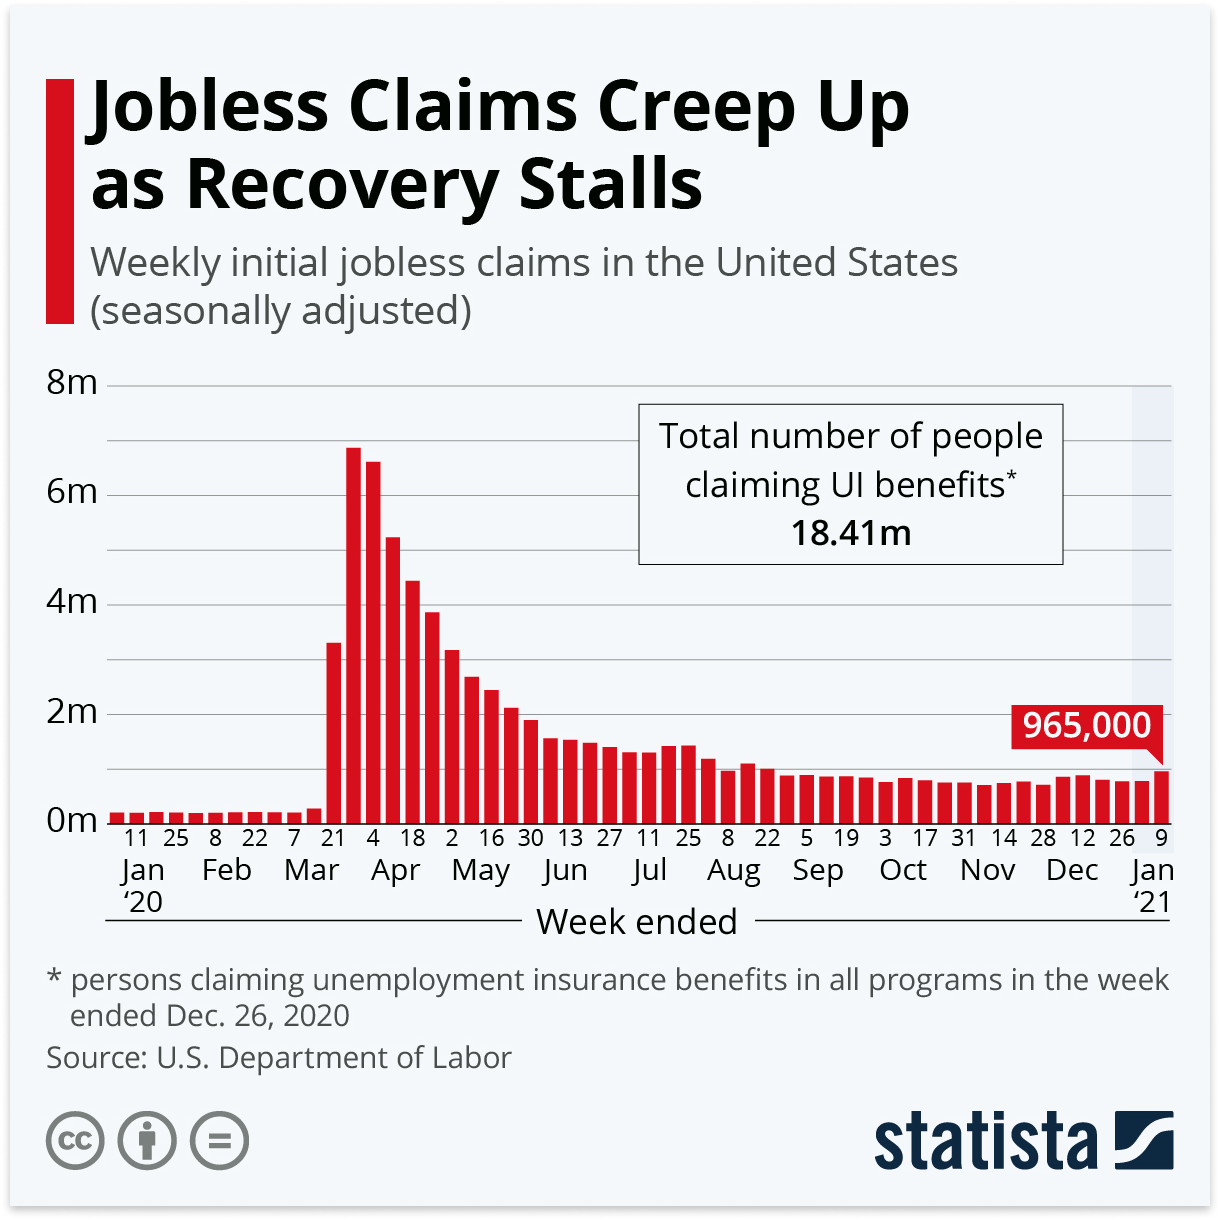 Jobless Claims Creep Up
as Recovery Stalls
Weekly initial jobless claims in the United States
(seasonally adjusted)
8m
6m
4m
2m
0m
Total number of people
claiming UI benefits*
18.41m
965,000
11 25 8 22 7 21 4 18 2 16 30 13 27 11 25 8 22 5 19 3 17 31 14 28 12 26 9
Jan Feb Mar Apr May Jun Jul Aug Sep Oct Nov Dec Jan
‘20 ‘21
Week ended
* persons claiming unemployment insurance benefits in all programs in the week
ended Dec. 26, 2020
Source: U.S. Department of Labor
cc
statista